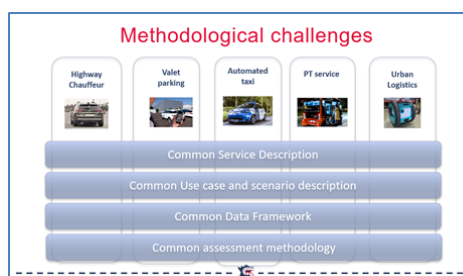 Methodological challenges
Highway
Chauffeur
Valet
parking
Automated
taxi
PT service
Urban
Logistics
Common Service Description
Common Use case and scenario description
Common Data Framework
Common assessment methodology